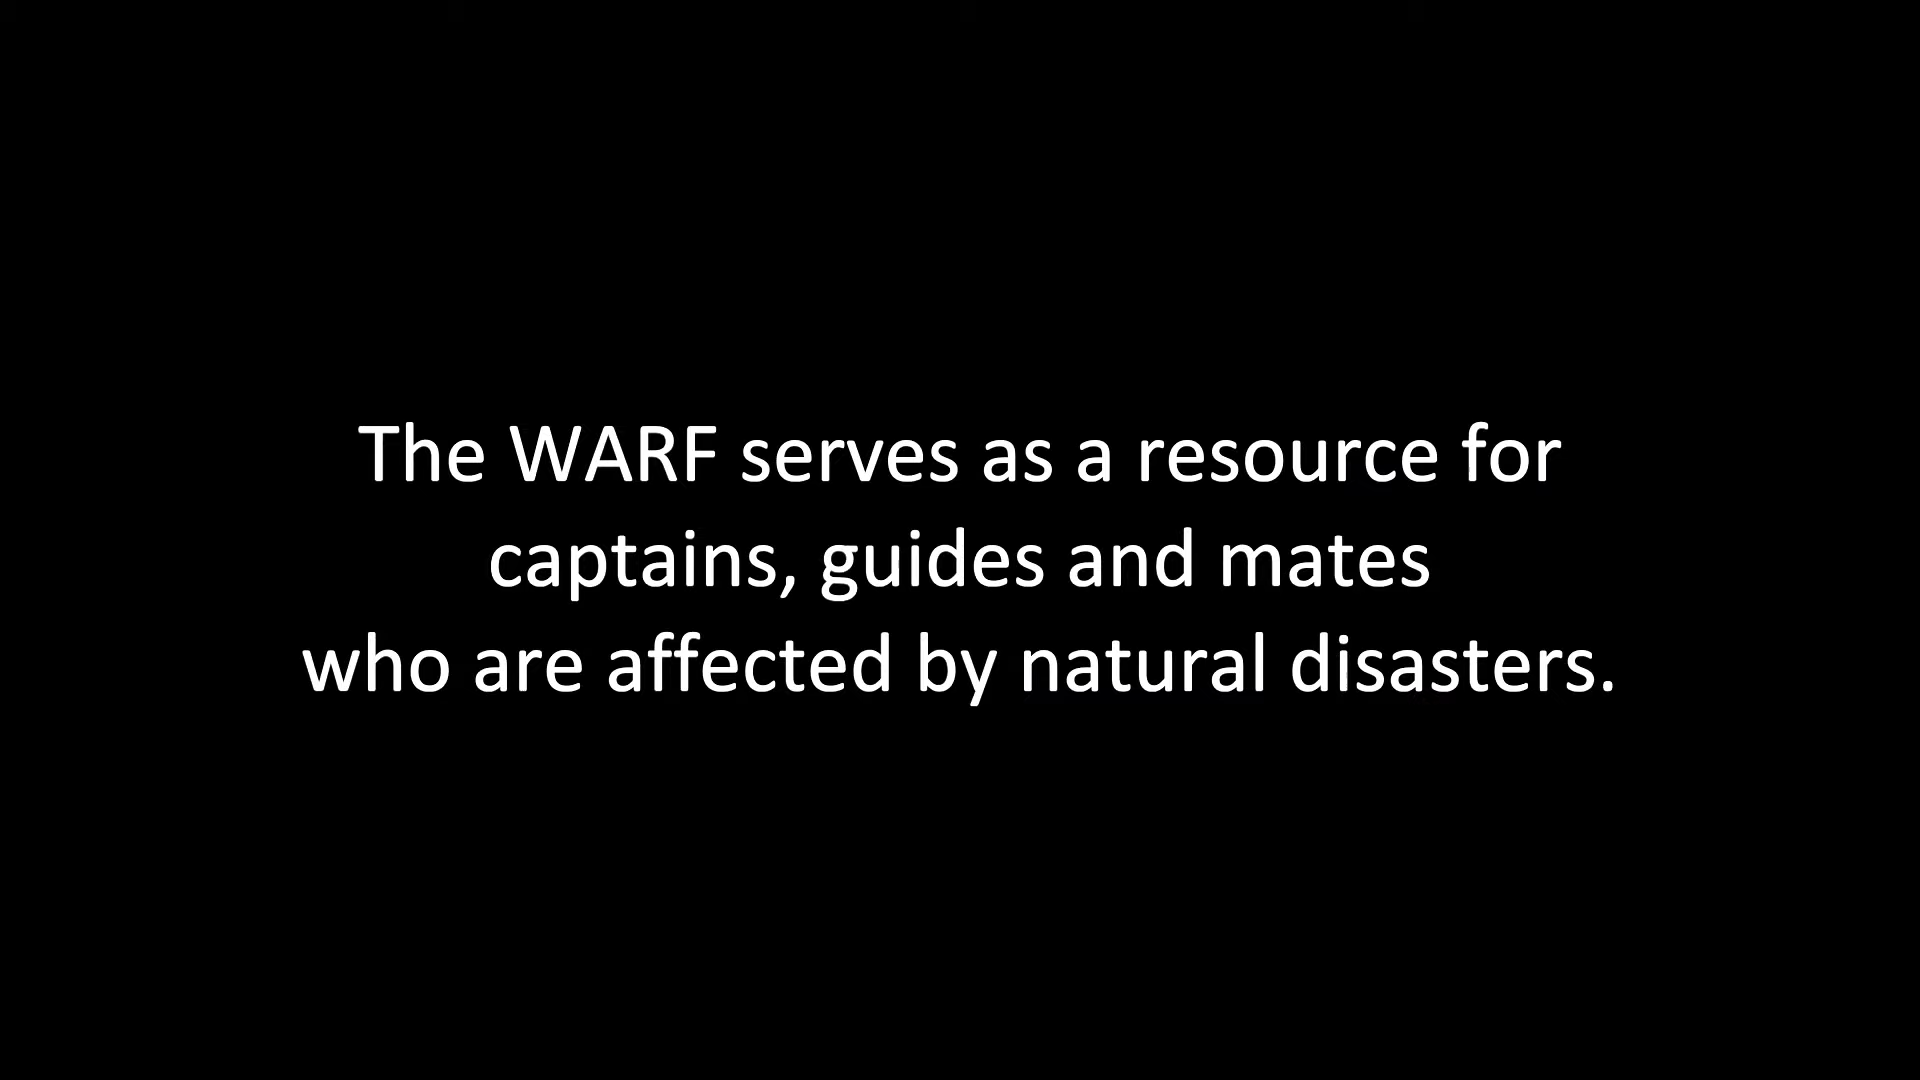 The WARF serves as a resource for
captains, guides and mates
who are affected by natural disasters.